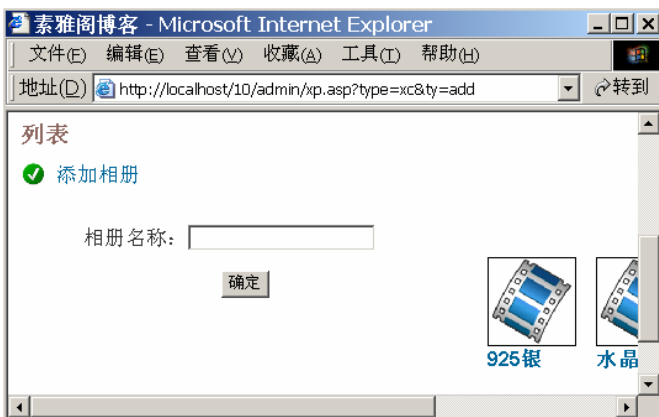 素雅阁博客 - Microsoft Internet Explorer
文件(F) 编辑(E) 查看(V) 收藏(A) 工具(T) 帮助(H)
地址(D) http://localhost/10/admin/xp.asp?type=xc&ty=add 转到
列表
添加相册
相册名称：
确定
925银 水晶